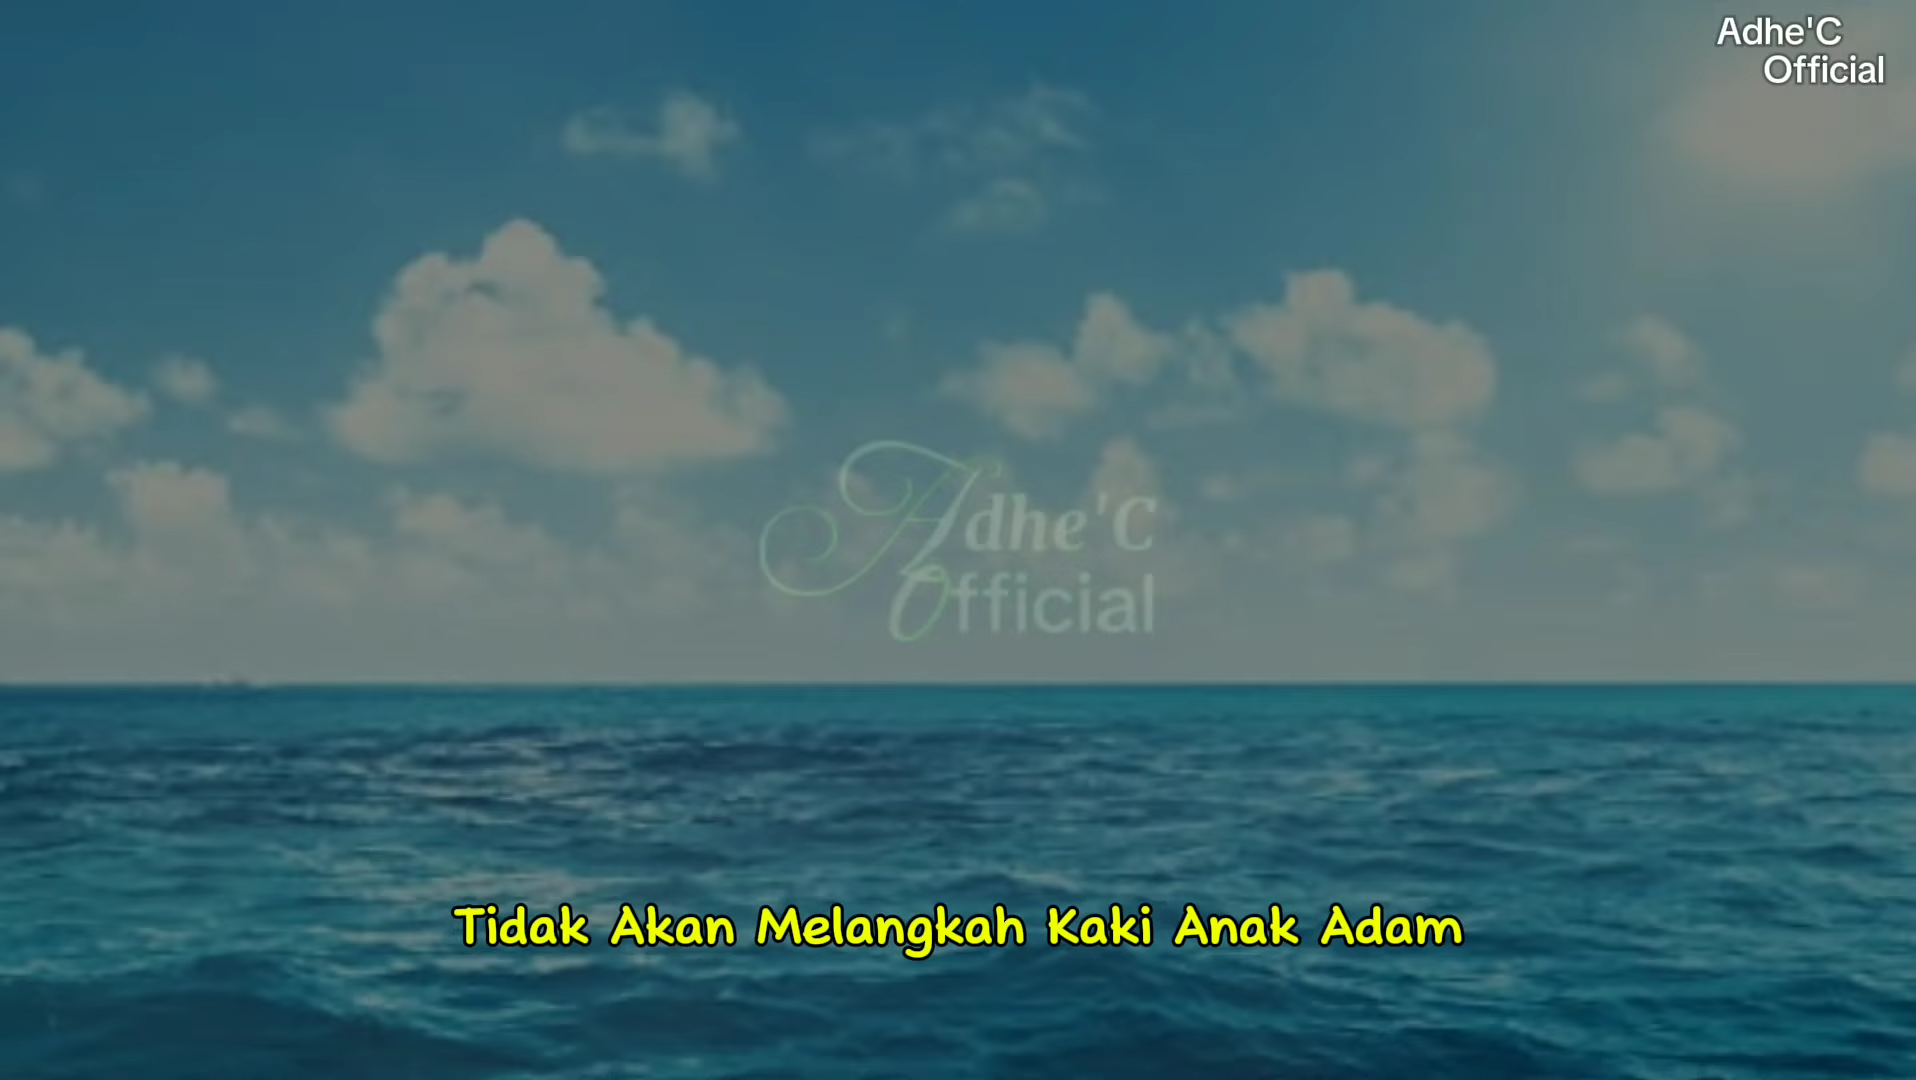 Adhe'C
Official
Adhe'C
Official
Tidak Akan Melangkah Kaki Anak Adam